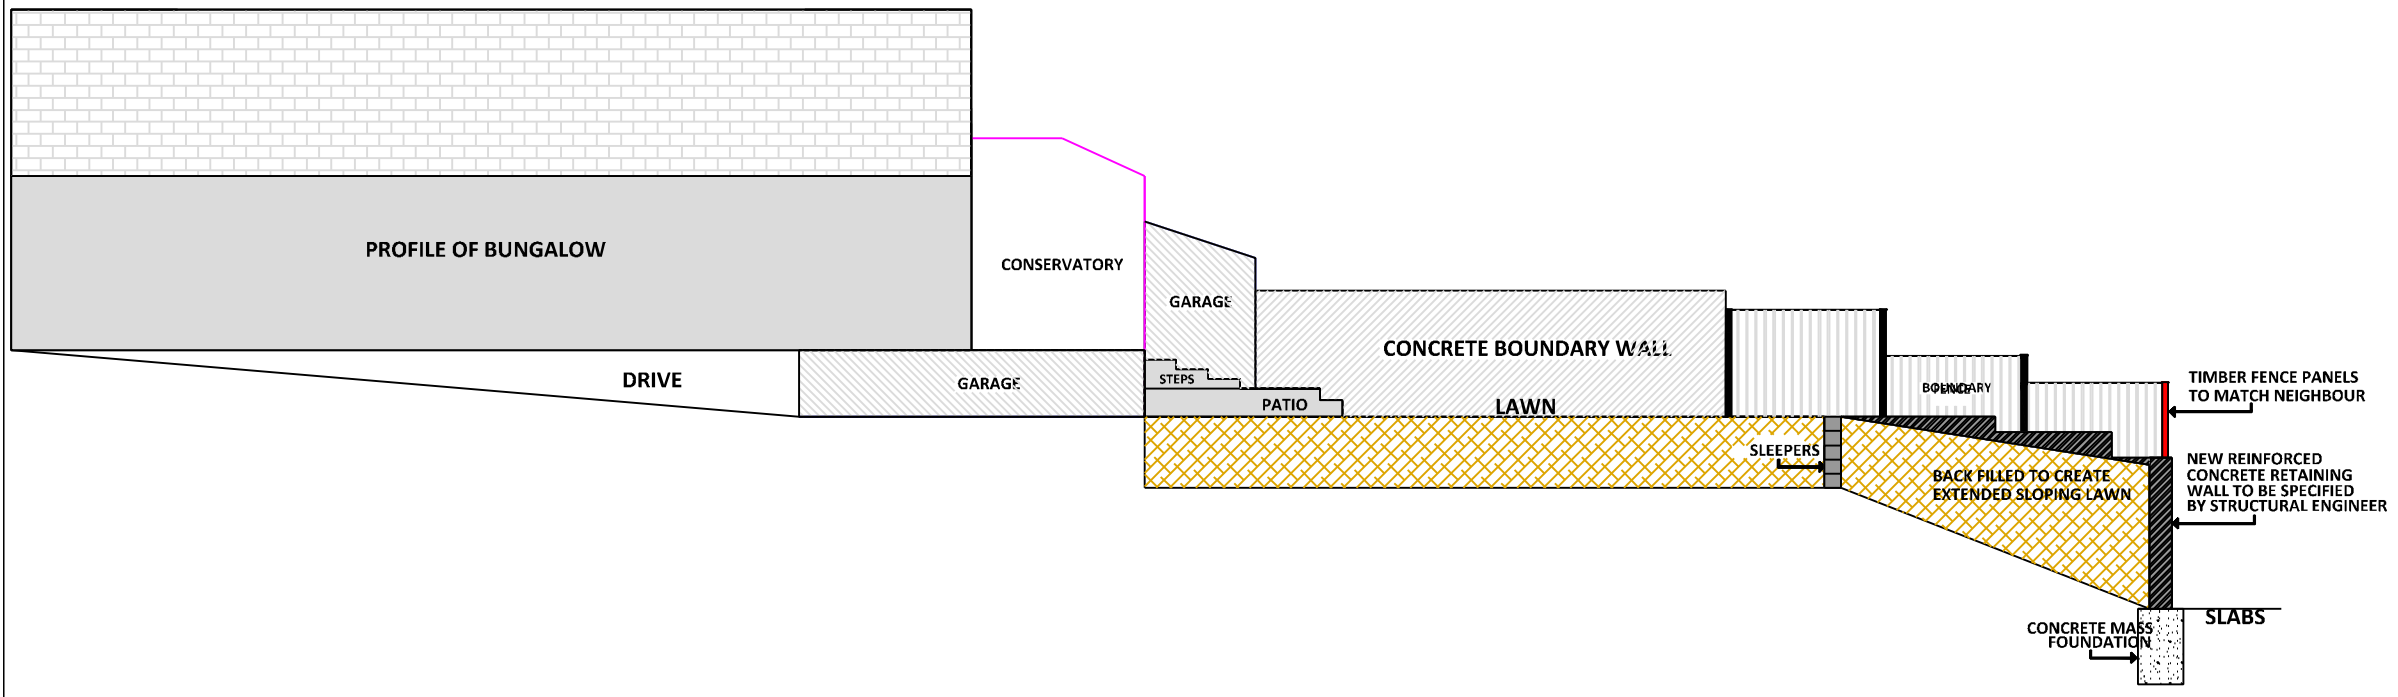 PROFILE OF BUNGALOW
CONSERVATORY
GARAGE
CONCRETE BOUNDARY WALL
DRIVE
GARAGE
STEPS
PATIO
LAWN
BOUNDARY
FENCE
TIMBER FENCE PANELS
TO MATCH NEIGHBOUR
SLEEPERS
BACK FILLED TO CREATE
EXTENDED SLOPING LAWN
NEW REINFORCED
CONCRETE RETAINING
WALL TO BE SPECIFIED
BY STRUCTURAL ENGINEER
SLABS
CONCRETE MASS
FOUNDATION